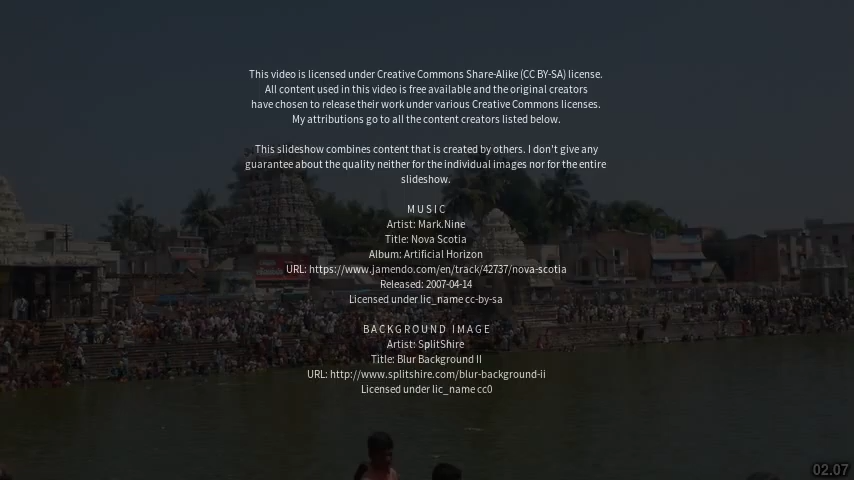 This video is licensed under Creative Commons Share-Alike (CC BY-SA) license.
All content used in this video is free available and the original creators
have chosen to release their work under various Creative Commons licenses.
My attributions go to all the content creators listed below.
This slideshow combines content that is created by others. I don't give any
guarantee about the quality neither for the individual images nor for the entire
slideshow.
MUSIC
Artist: Mark.Nine
Title: Nova Scotia
Album: Artificial Horizon
URL: https://www.jamendo.com/en/track/42737/nova-scotia
Released: 2007-04-14
Licensed under lic_name cc-by-sa
BACKGROUND IMAGE
Artist: SplitShire
Title: Blur Background II
URL: http://www.splitshire.com/blur-background-ii
Licensed under lic_name cc0
02.07